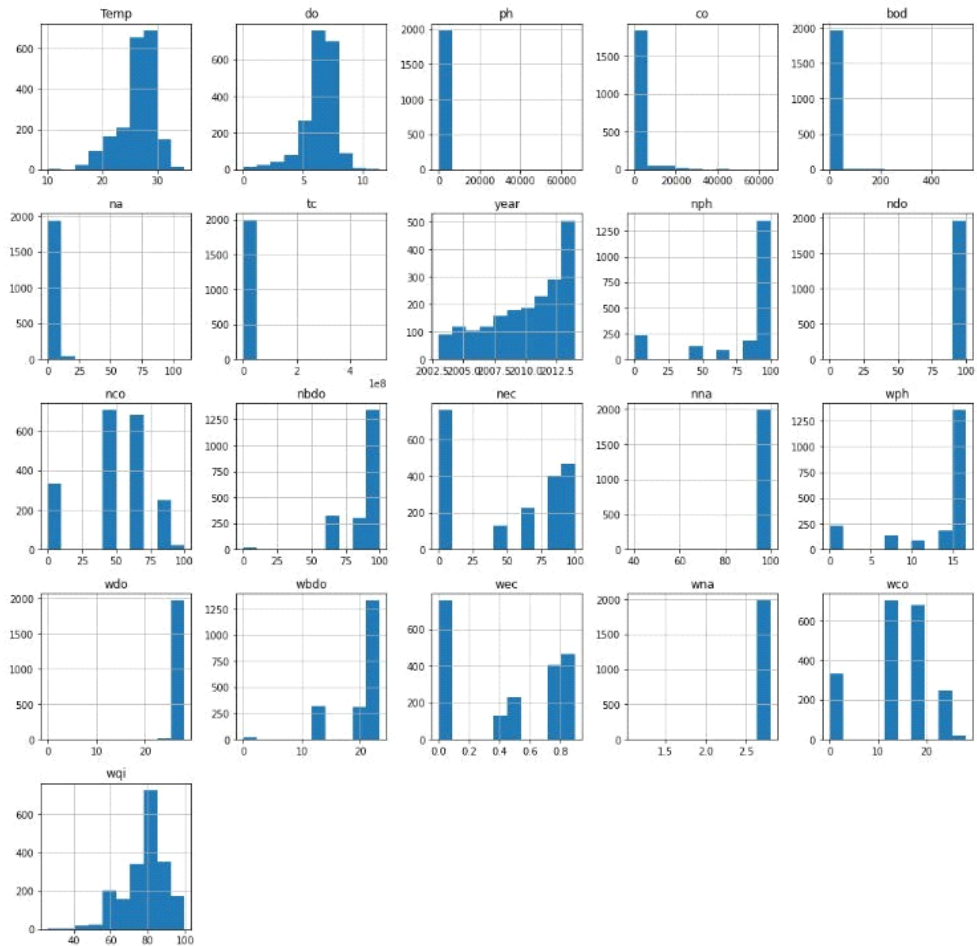 Temp do ph co bod
600 400 200 0 10 20 30
600 400 200 0 0 5 10
2000 1500 1000 500 0 0 20000 40000 60000
1500 1000 500 0 0 20000 40000 60000
2000 1500 1000 500 0 0 200 400
na tc year nph ndo
2000 1500 1000 500 0 0 25 50 75 100
2000 1500 1000 500 0 0 2 4 1e8
500 400 300 200 100 0 2002.5 2005.0 2007.5 2010.0 2012.5
1250 1000 750 500 250 0 0 25 50 75 100
2000 1500 1000 500 0 0 25 50 75 100
nco nbdo nec nna wph
600 400 200 0 0 25 50 75 100
1250 1000 750 500 250 0 0 25 50 75 100
600 400 200 0 0 25 50 75 100
2000 1500 1000 500 0 40 60 80 100
1250 1000 750 500 250 0 0 5 10 15
wdo wbdo wec wna wco
2000 1500 1000 500 0 0 10 20
1250 1000 750 500 250 0 0 10 20
600 400 200 0 0.0 0.2 0.4 0.6 0.8
2000 1500 1000 500 0 1.5 2.0 2.5
600 400 200 0 0 10 20
wqi
600 400 200 0 40 60 80 100